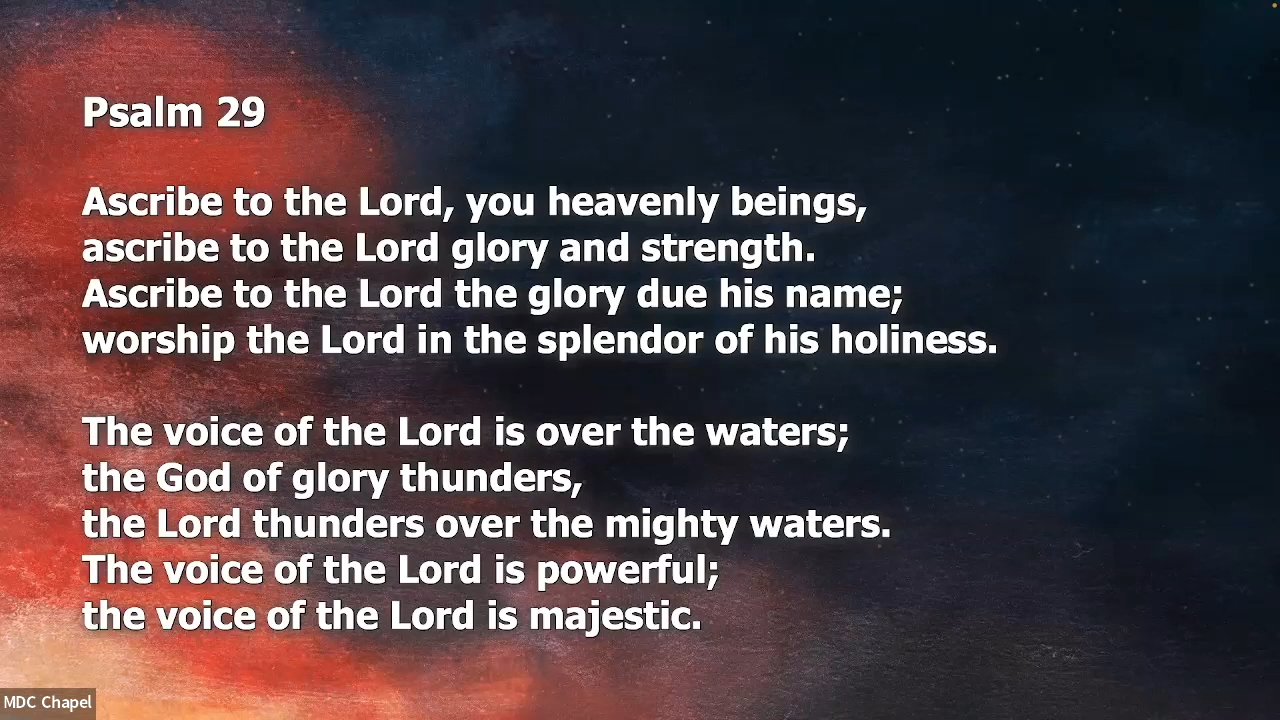 Psalm 29
Ascribe to the Lord, you heavenly beings,
ascribe to the Lord glory and strength.
Ascribe to the Lord the glory due his name;
worship the Lord in the splendor of his holiness.
The voice of the Lord is over the waters;
the God of glory thunders,
the Lord thunders over the mighty waters.
The voice of the Lord is powerful;
the voice of the Lord is majestic.
MDC Chapel